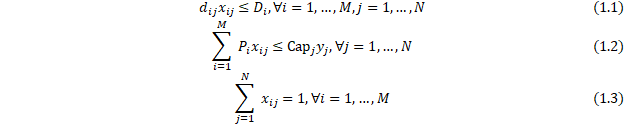 d_{ij}x_{ij} ≤ D_i, ∀i = 1, …, M, j = 1, …, N (1.1)
∑_{i=1}^{M} P_i x_{ij} ≤ Cap_j y_j, ∀j = 1, …, N (1.2)
∑_{j=1}^{N} x_{ij} = 1, ∀i = 1, …, M (1.3)